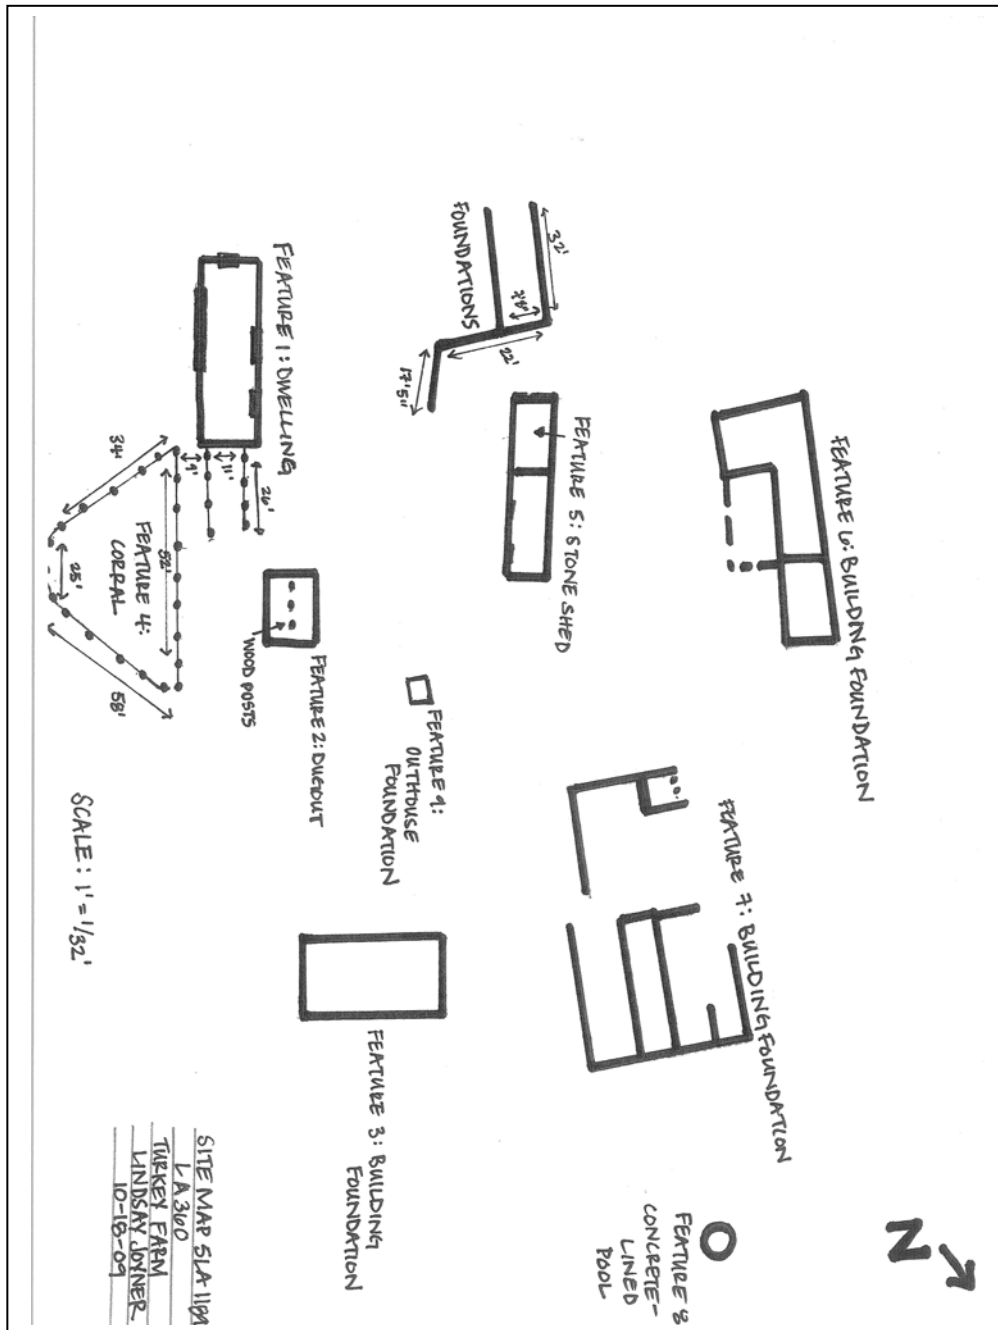 FOUNDATIONS
32'
7'8"
22'
17'5"
FEATURE 1: DWELLING
34'
9'
11'
26'
52'
FEATURE 4:
CORRAL
25'
58'
WOOD POSTS
FEATURE 2: DUGOUT
FEATURE 5: STONE SHED
FEATURE 6: BUILDING FOUNDATION
FEATURE 9:
OUTHOUSE
FOUNDATION
FEATURE 7: BUILDING FOUNDATION
FEATURE 3: BUILDING
FOUNDATION
FEATURE 8
CONCRETE-
LINED
POOL
N
SCALE: 1' = 1/32'
SITE MAP
LA 360
TURKEY FARM
LINDSAY JOYNER
10-18-09